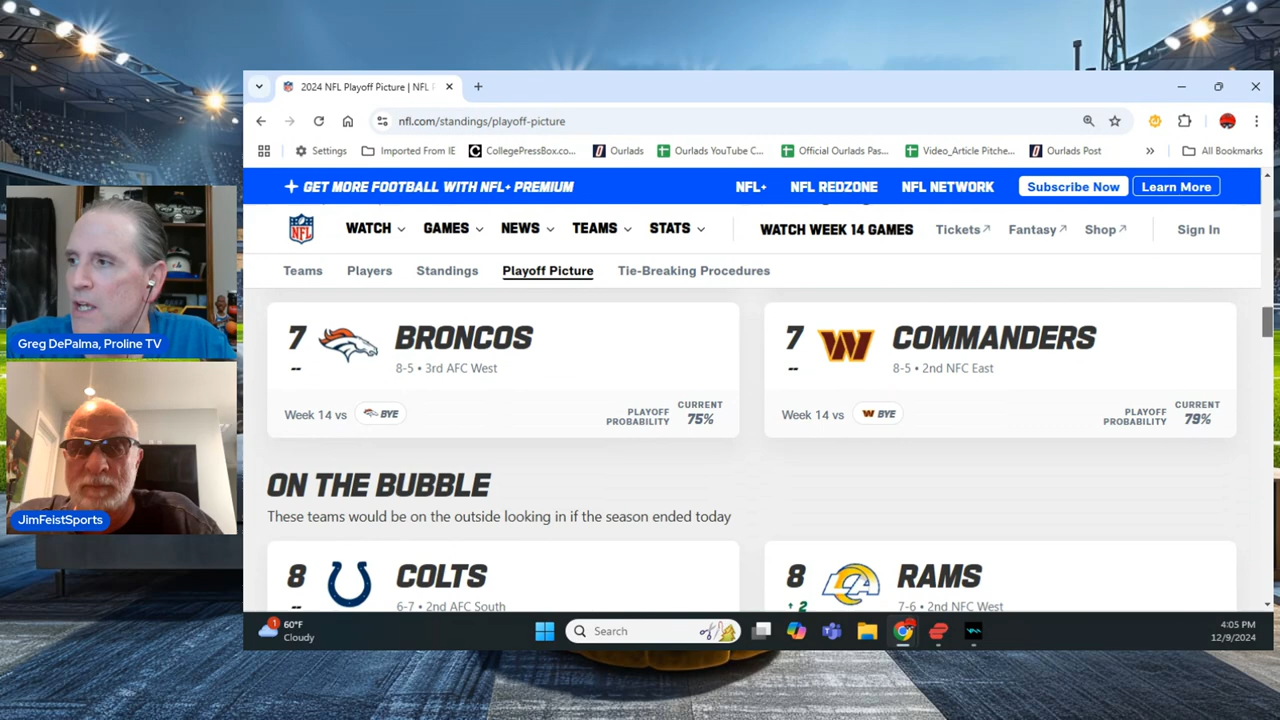 2024 NFL Playoff Picture | NFL F
nfl.com/standings/playoff-picture
Settings
Imported From IE
CollegePressBox.co...
Ourlads
Ourlads YouTube C...
Official Ourlads Pas...
Video_Article Pitche...
Ourlads Post
»
All Bookmarks
GET MORE FOOTBALL WITH NFL+ PREMIUM
NFL+
NFL REDZONE
NFL NETWORK
Subscribe Now
Learn More
NFL
WATCH
GAMES
NEWS
TEAMS
STATS
WATCH WEEK 14 GAMES
Tickets
Fantasy
Shop
Sign In
Teams
Players
Standings
Playoff Picture
Tie-Breaking Procedures
7
BRONCOS
--
8-5 • 3rd AFC West
Week 14 vs
BYE
PLAYOFF
PROBABILITY
CURRENT
75%
7
W
COMMANDERS
--
8-5 • 2nd NFC East
Week 14 vs
W BYE
PLAYOFF
PROBABILITY
CURRENT
79%
ON THE BUBBLE
These teams would be on the outside looking in if the season ended today
8
COLTS
--
6-7 • 2nd AFC South
8
RAMS
2
7-6 • 2nd NFC West
Greg DePalma, Proline TV
JimFeistSports
1
60°F
Cloudy
Search
4:05 PM
12/9/2024